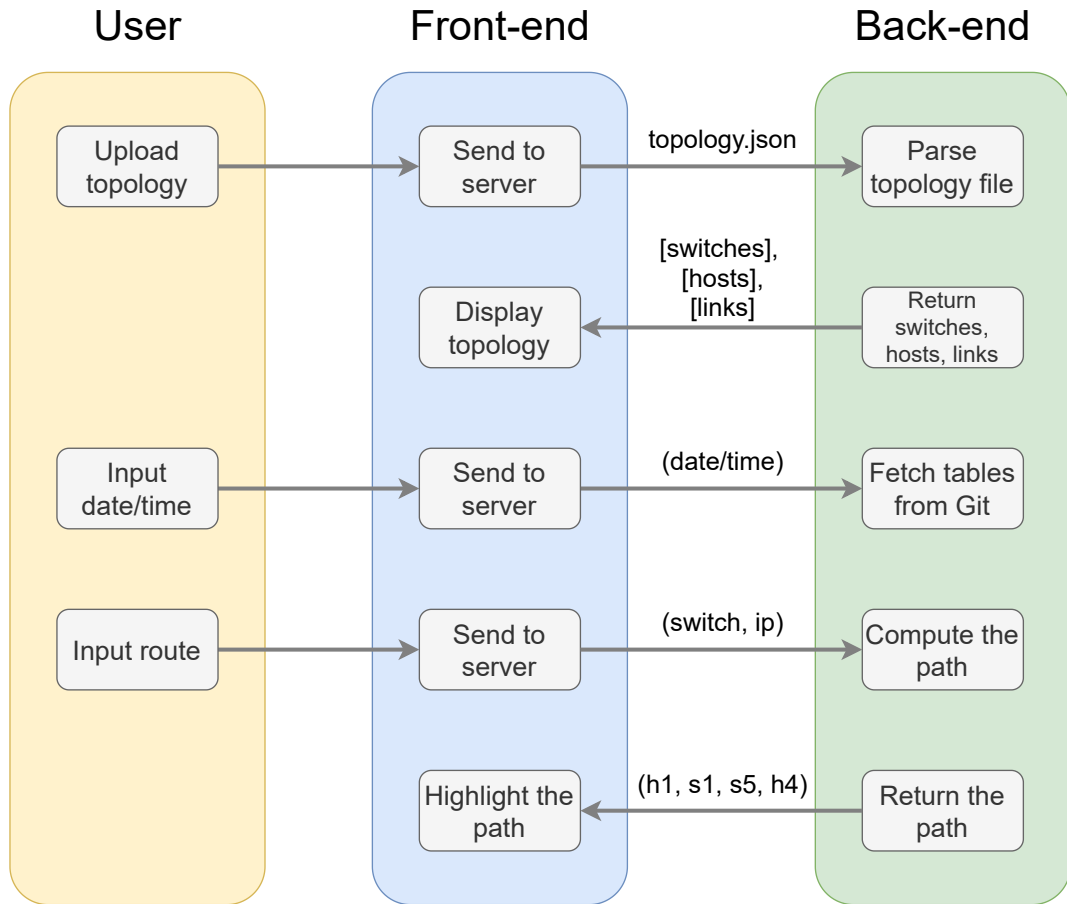 User
Front-end
Back-end
Upload
topology
Send to
server
topology.json
Parse
topology file
Display
topology
[switches],
[hosts],
[links]
Return
switches,
hosts, links
Input
date/time
Send to
server
(date/time)
Fetch tables
from Git
Input route
Send to
server
(switch, ip)
Compute the
path
Highlight the
path
(h1, s1, s5, h4)
Return the
path